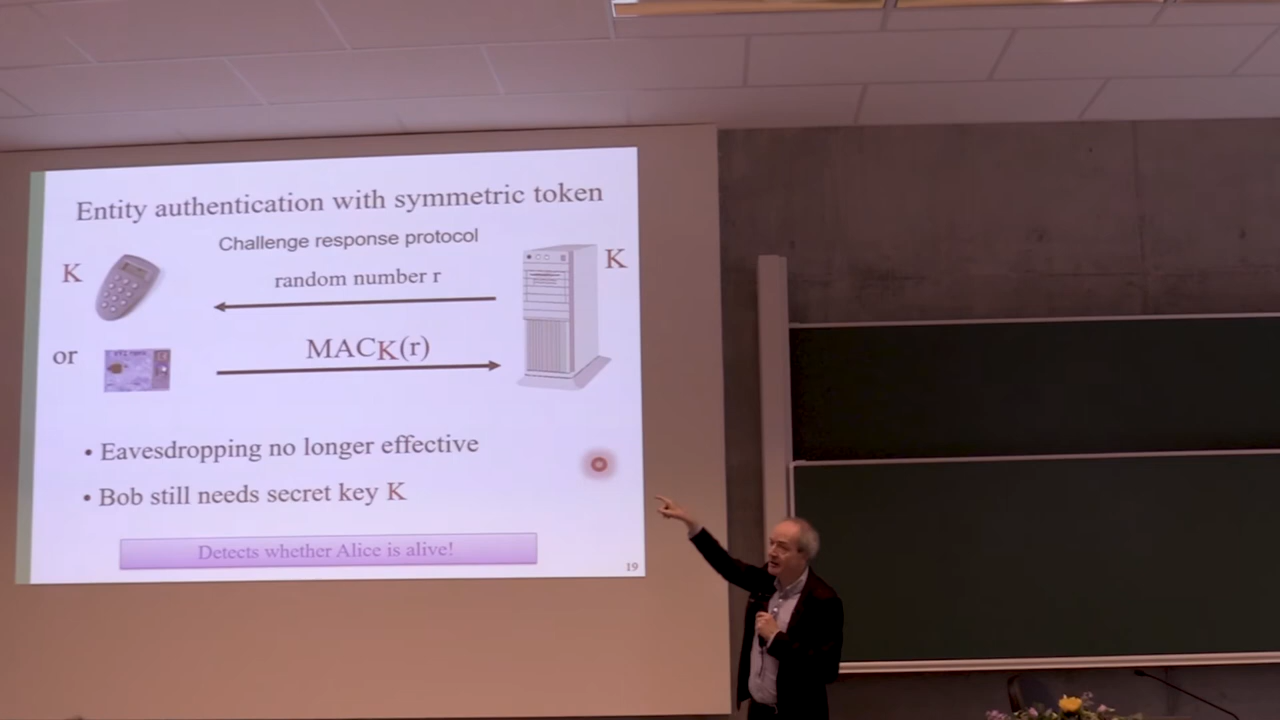 Entity authentication with symmetric token
Challenge response protocol
K
K
random number r
or
MACK(r)
• Eavesdropping no longer effective
• Bob still needs secret key K
Detects whether Alice is alive!
19